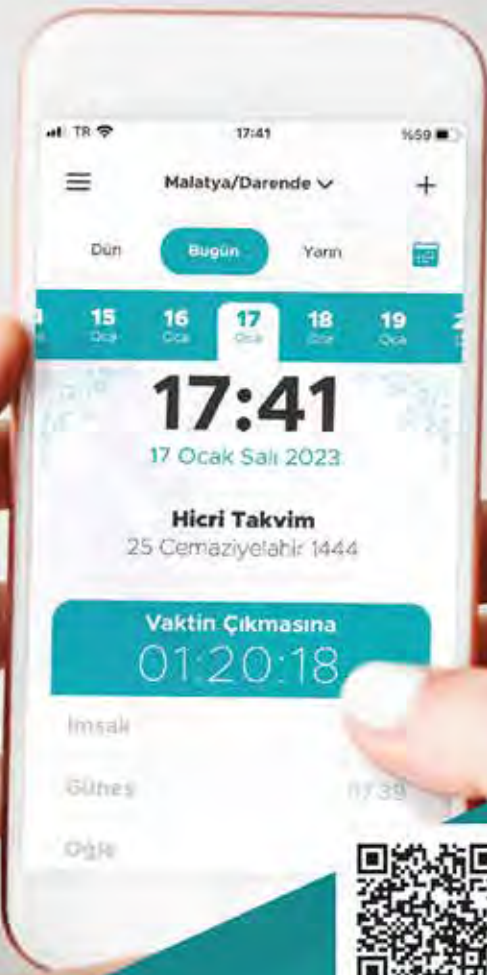 TR 17:41 %59
Malatya/Darende
Dün Bugün Yarın
15 16 17 18 19
Oca Oca Oca Oca Oca
17:41
17 Ocak Salı 2023
Hicri Takvim
25 Cemaziyelahir 1444
Vaktin Çıkmasına
01:20:18
İmsak
Güneş 07:39
Öğle